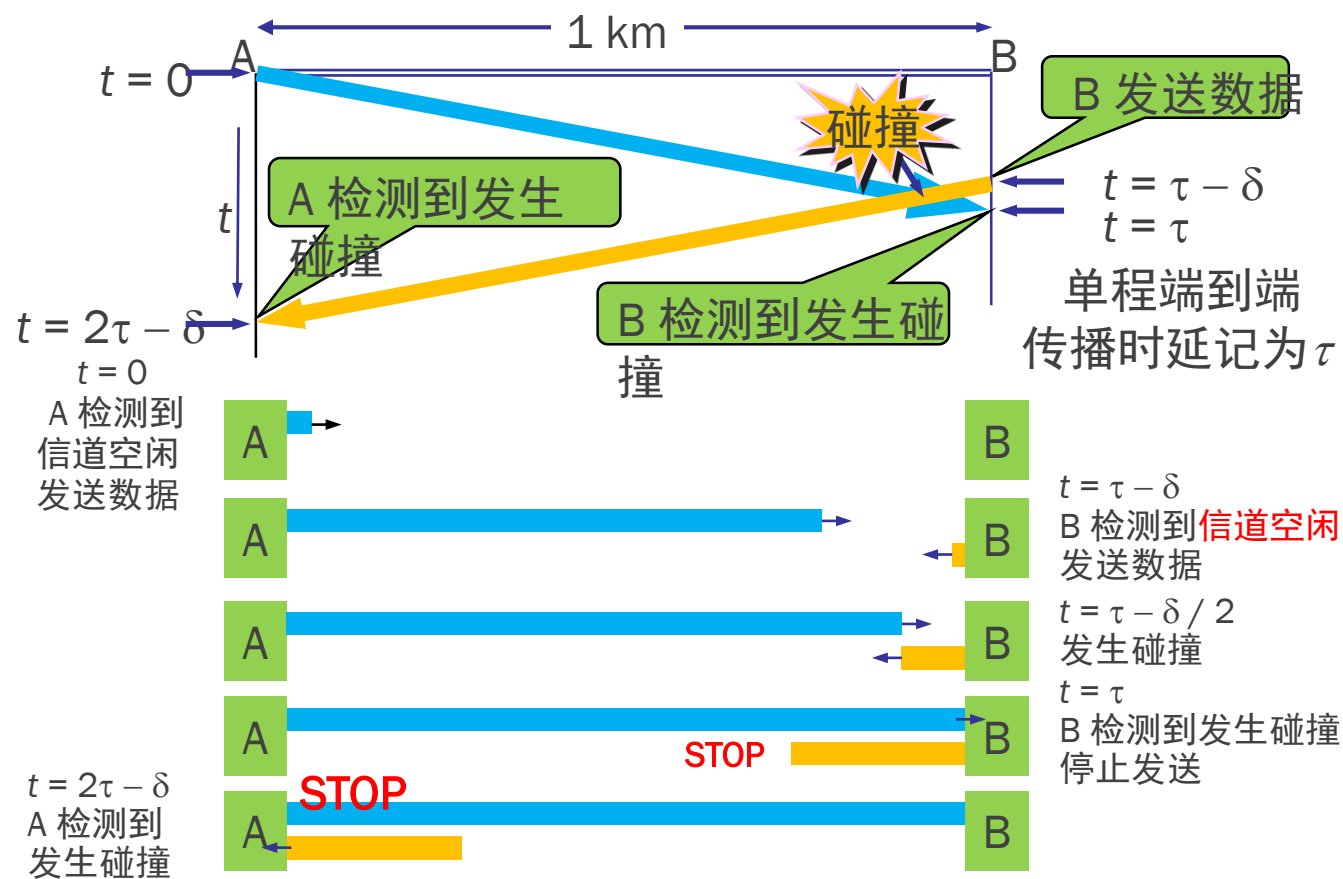 1 km
A
B
t = 0
B 发送数据
碰撞
A 检测到发生
碰撞
t
t = τ – δ
t = τ
B 检测到发生碰
撞
单程端到端
传播时延记为τ
t = 2τ – δ
t = 0
A 检测到
信道空闲
发送数据
A
B
A
B
t = τ – δ
B 检测到信道空闲
发送数据
A
B
t = τ – δ / 2
发生碰撞
A
B
STOP
t = τ
B 检测到发生碰撞
停止发送
t = 2τ – δ
A 检测到
发生碰撞
STOP
A
B